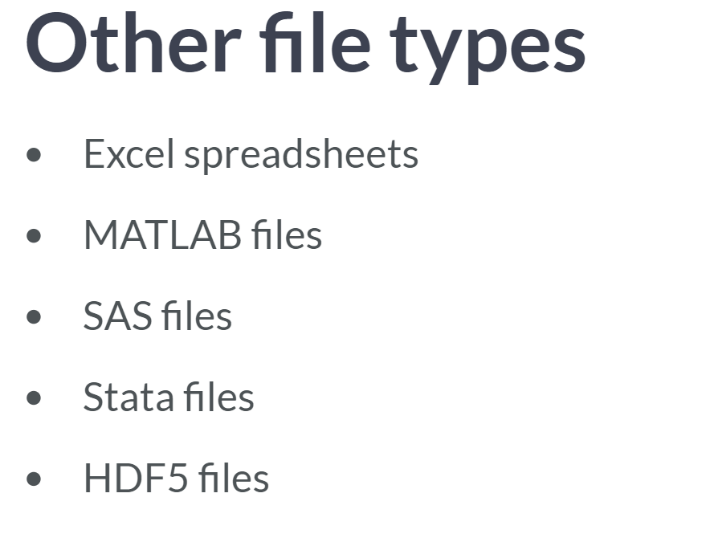 Other file types
• Excel spreadsheets
• MATLAB files
• SAS files
• Stata files
• HDF5 files